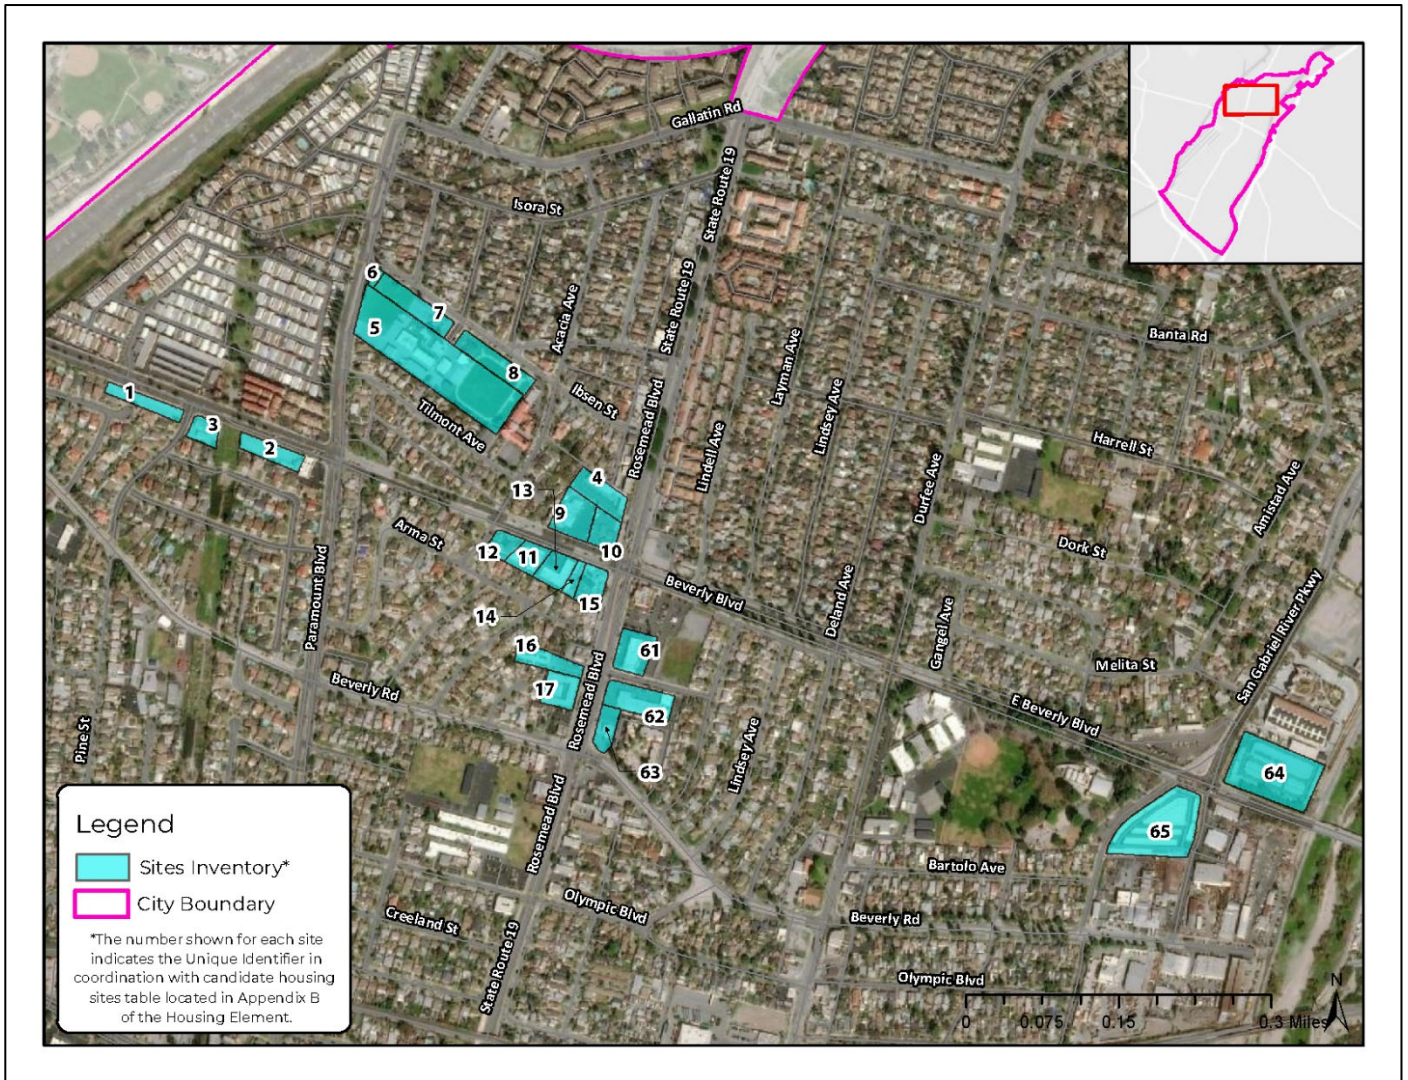 Gallatin Rd
State Route 19
Isora St
State Route 19
Acacia Ave
Banta Rd
Layman Ave
Lindsey Ave
6
7
5
8
1
3
2
Ibsen St
Rosemead Blvd
Tilmont Ave
Lindell Ave
Harrell St
Durfee Ave
Amistad Ave
4
13
9
10
12
11
Arma St
14
15
Dork St
Beverly Blvd
Paramount Blvd
Deland Ave
Gangel Ave
San Gabriel River Pkwy
16
61
Melita St
17
Rosemead Blvd
62
Beverly Rd
E Beverly Blvd
Pine St
Lindsey Ave
63
64
65
Rosemead Blvd
Bartolo Ave
Olympic Blvd
Beverly Rd
Creeland St
State Route 19
Olympic Blvd
Legend
Sites Inventory*
City Boundary
*The number shown for each site
indicates the Unique Identifier in
coordination with candidate housing
sites table located in Appendix B
of the Housing Element.
N
0 0.075 0.15 0.3 Miles